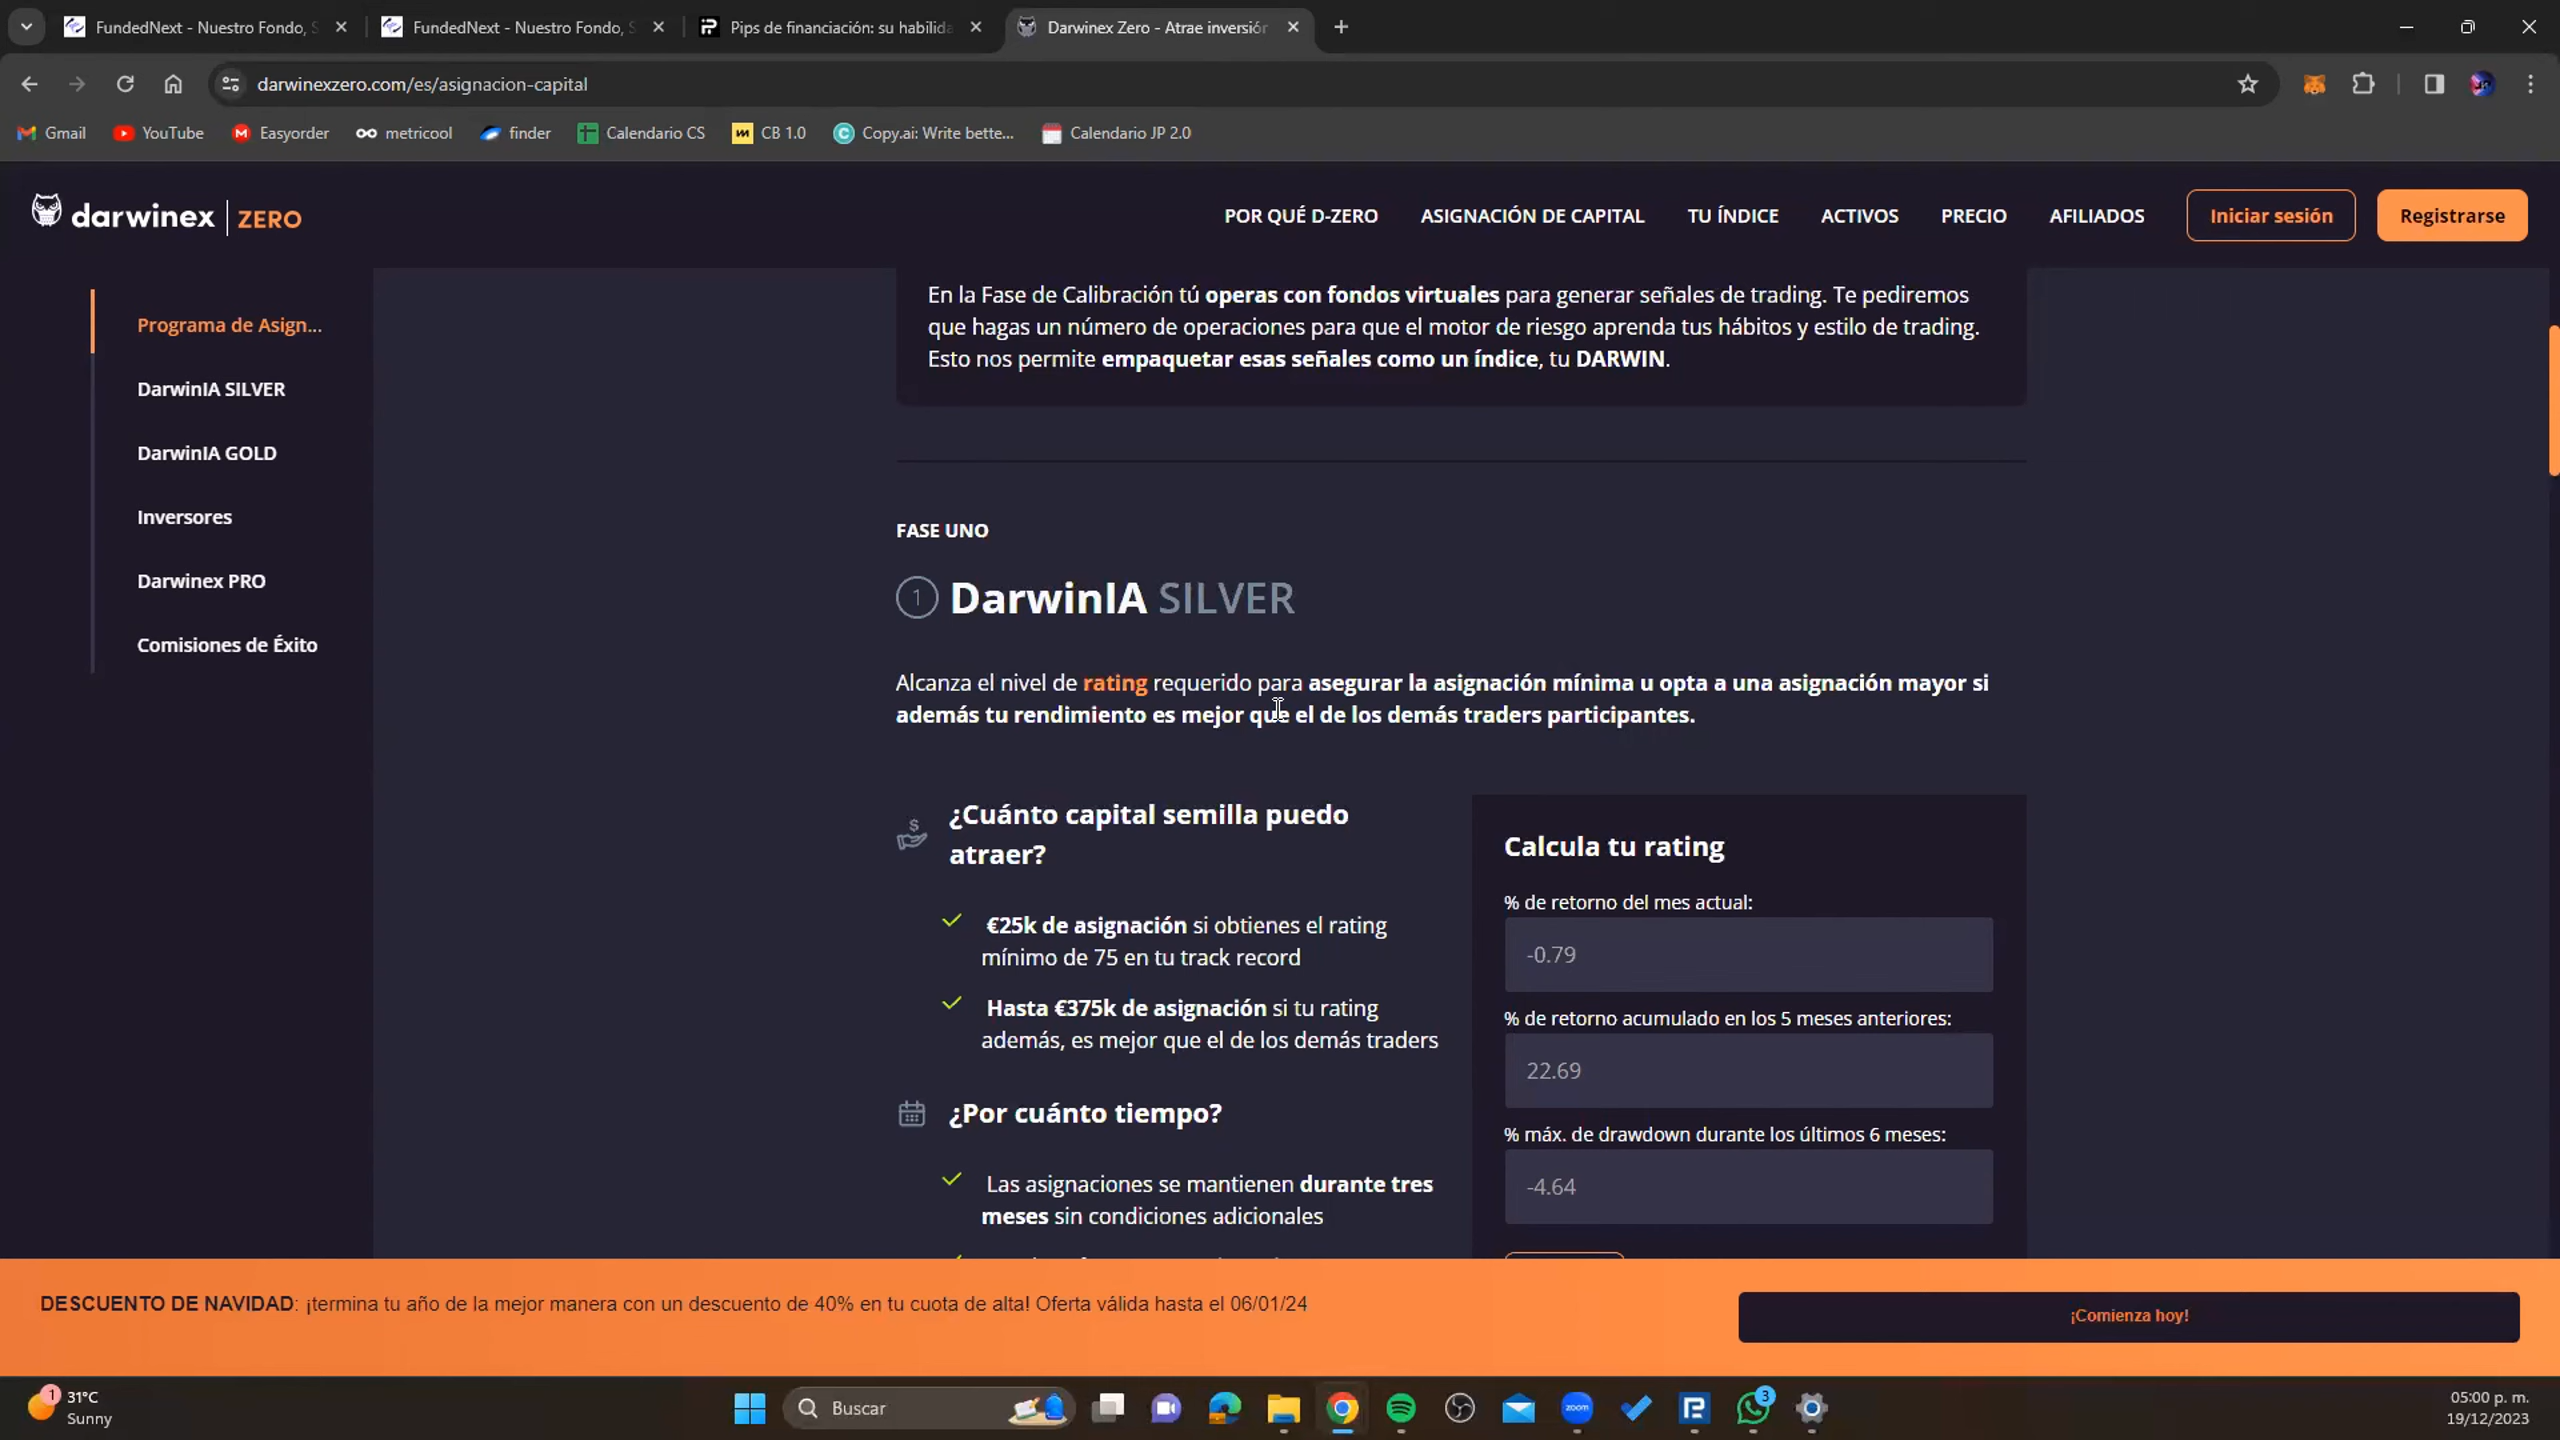 FundedNext - Nuestro Fondo, S
FundedNext - Nuestro Fondo, S
Pips de financiación: su habilida
Darwinex Zero - Atrae inversión
darwinexzero.com/es/asignacion-capital
Gmail
YouTube
Easyorder
metricool
finder
Calendario CS
CB 1.0
Copy.ai: Write bette...
Calendario JP 2.0
darwinex | ZERO
POR QUÉ D-ZERO
ASIGNACIÓN DE CAPITAL
TU ÍNDICE
ACTIVOS
PRECIO
AFILIADOS
Iniciar sesión
Registrarse
Programa de Asign...
DarwinIA SILVER
DarwinIA GOLD
Inversores
Darwinex PRO
Comisiones de Éxito
En la Fase de Calibración tú operas con fondos virtuales para generar señales de trading. Te pediremos
que hagas un número de operaciones para que el motor de riesgo aprenda tus hábitos y estilo de trading.
Esto nos permite empaquetar esas señales como un índice, tu DARWIN.
FASE UNO
1 DarwinIA SILVER
Alcanza el nivel de rating requerido para asegurar la asignación mínima u opta a una asignación mayor si
además tu rendimiento es mejor que el de los demás traders participantes.
¿Cuánto capital semilla puedo
atraer?
€25k de asignación si obtienes el rating
mínimo de 75 en tu track record
Hasta €375k de asignación si tu rating
además, es mejor que el de los demás traders
¿Por cuánto tiempo?
Las asignaciones se mantienen durante tres
meses sin condiciones adicionales
Calcula tu rating
% de retorno del mes actual:
-0.79
% de retorno acumulado en los 5 meses anteriores:
22.69
% máx. de drawdown durante los últimos 6 meses:
-4.64
DESCUENTO DE NAVIDAD: ¡termina tu año de la mejor manera con un descuento de 40% en tu cuota de alta! Oferta válida hasta el 06/01/24
¡Comienza hoy!
1
31°C
Sunny
Buscar
zoom
3
05:00 p. m.
19/12/2023